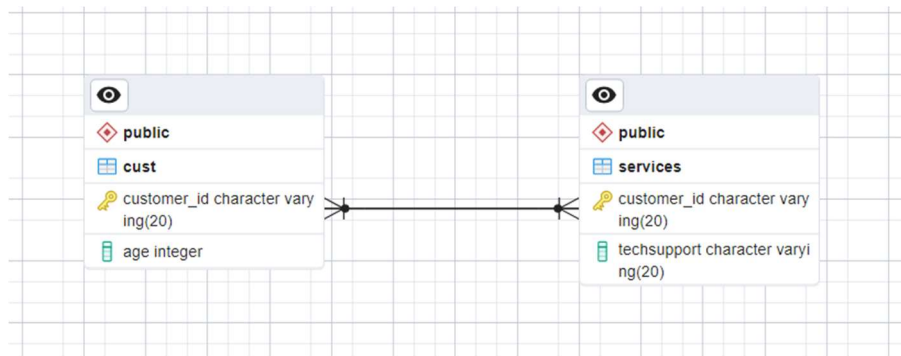 public
cust
customer_id character vary
ing(20)
age integer
public
services
customer_id character vary
ing(20)
techsupport character varyi
ng(20)